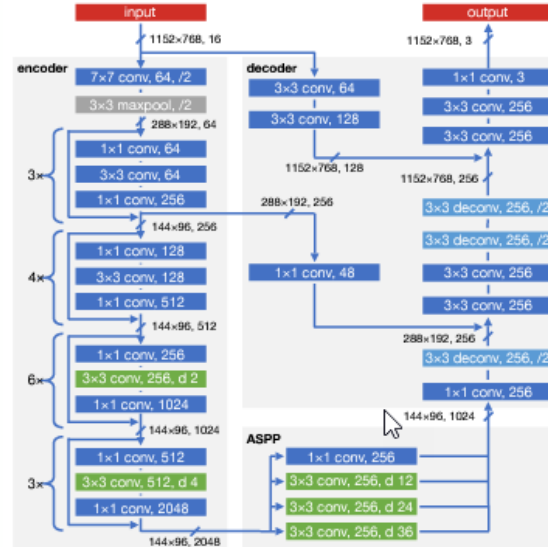 input
1152×768, 16
encoder
7×7 conv, 64, /2
3×3 maxpool, /2
288×192, 64
3×
1×1 conv, 64
3×3 conv, 64
1×1 conv, 256
144×96, 256
4×
1×1 conv, 128
3×3 conv, 128
1×1 conv, 512
144×96, 512
6×
1×1 conv, 256
3×3 conv, 256, d 2
1×1 conv, 1024
144×96, 1024
3×
1×1 conv, 512
3×3 conv, 512, d 4
1×1 conv, 2048
144×96, 2048
ASPP
1×1 conv, 256
3×3 conv, 256, d 12
3×3 conv, 256, d 24
3×3 conv, 256, d 36
decoder
3×3 conv, 64
3×3 conv, 128
1152×768, 128
288×192, 256
1×1 conv, 48
output
1152×768, 3
1×1 conv, 3
3×3 conv, 256
3×3 conv, 256
1152×768, 256
3×3 deconv, 256, /2
3×3 deconv, 256, /2
3×3 conv, 256
3×3 conv, 256
288×192, 256
3×3 deconv, 256, /2
1×1 conv, 256
144×96, 1024